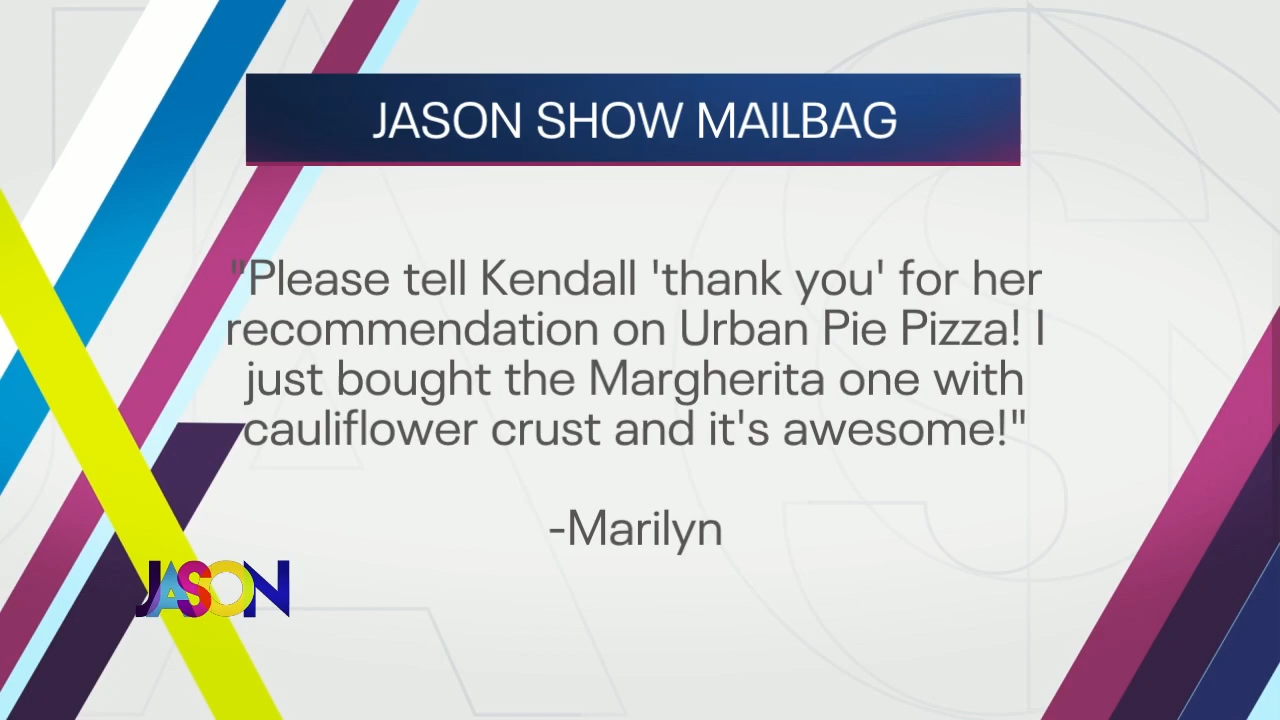 JASON SHOW MAILBAG
"Please tell Kendall 'thank you' for her
recommendation on Urban Pie Pizza! I
just bought the Margherita one with
cauliflower crust and it's awesome!"
-Marilyn
JASON